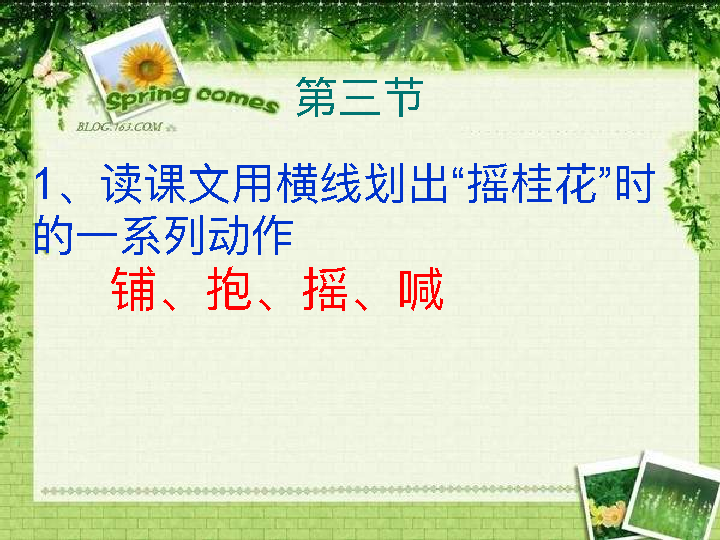 Spring comes
BLOG.163.COM
第三节
1、读课文用横线划出“摇桂花”时
的一系列动作
铺、抱、摇、喊